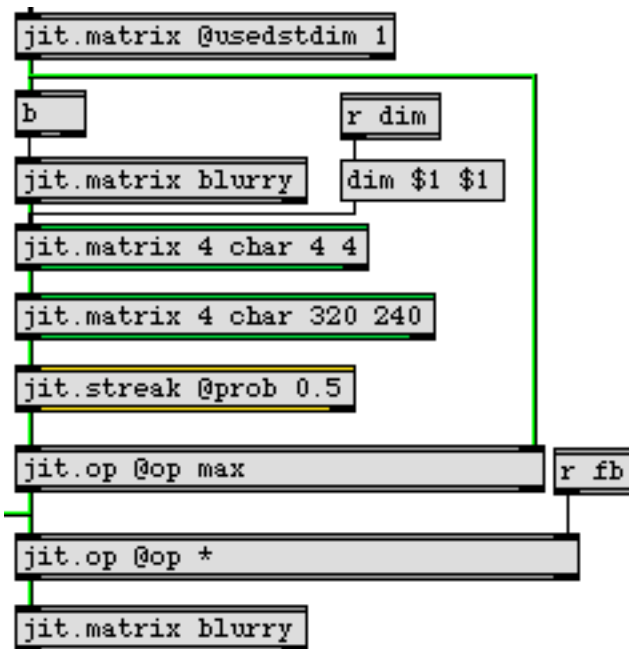 jit.matrix @usedstdim 1
b
r dim
jit.matrix blurry
dim $1 $1
jit.matrix 4 char 4 4
jit.matrix 4 char 320 240
jit.streak @prob 0.5
jit.op @op max
r fb
jit.op @op *
jit.matrix blurry